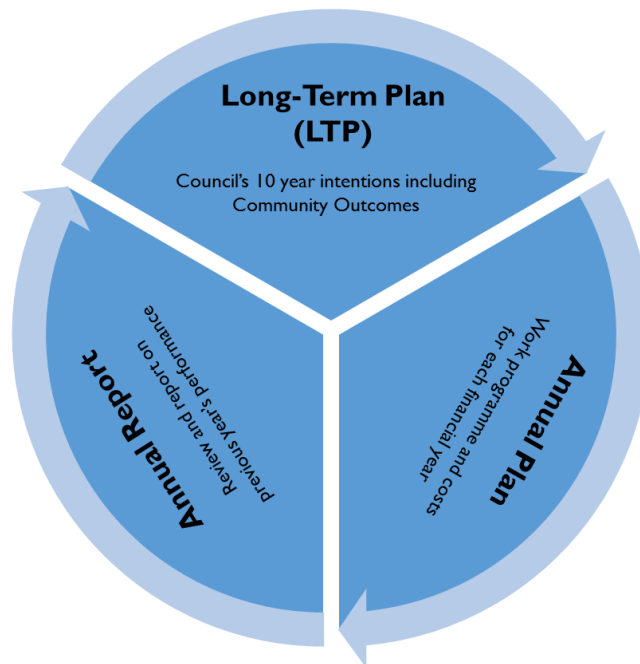 Long-Term Plan
(LTP)
Council's 10 year intentions including
Community Outcomes
Annual Plan
Work programme and costs
for each financial year
Annual Report
Review and report on
previous year's performance